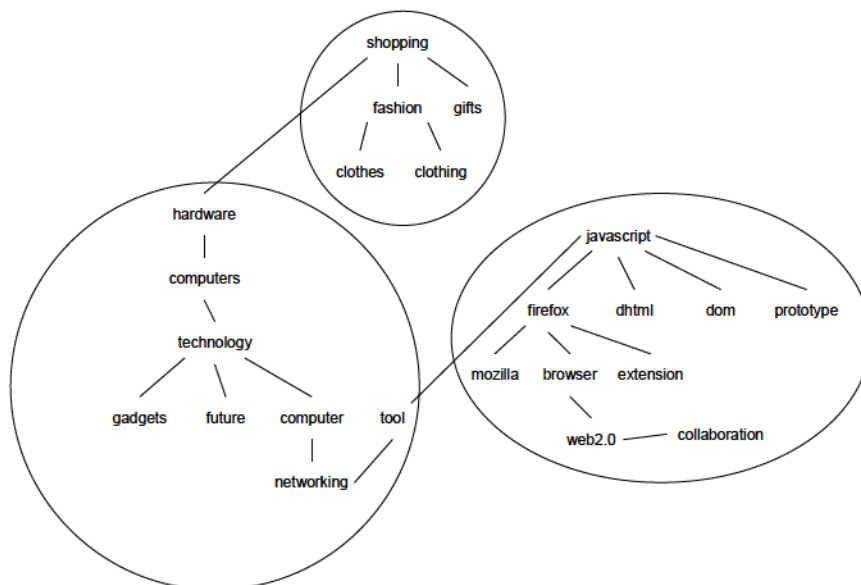 shopping
fashion gifts
clothes clothing
hardware
computers
technology
gadgets future computer tool
networking
javascript
firefox dhtml dom prototype
mozilla browser extension
web2.0 collaboration